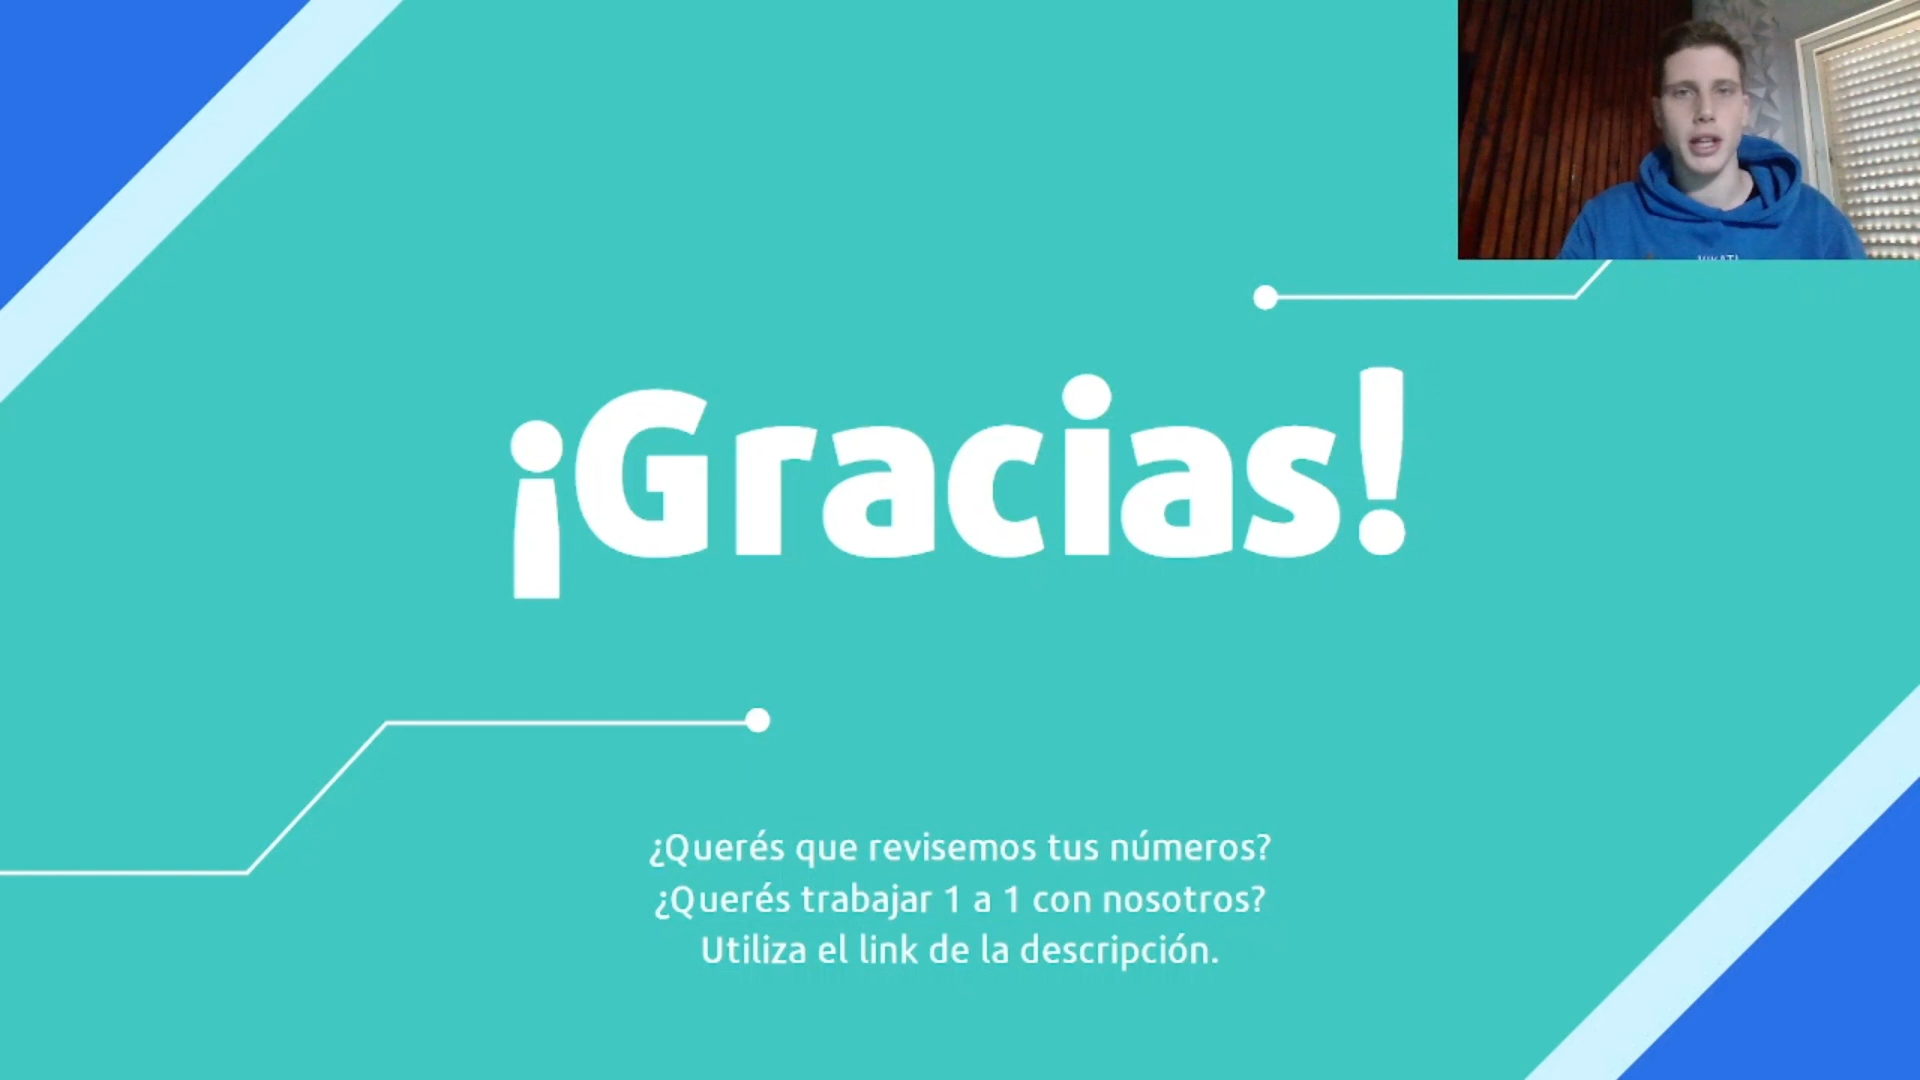 ¡Gracias!
¿Querés que revisemos tus números?
¿Querés trabajar 1 a 1 con nosotros?
Utiliza el link de la descripción.